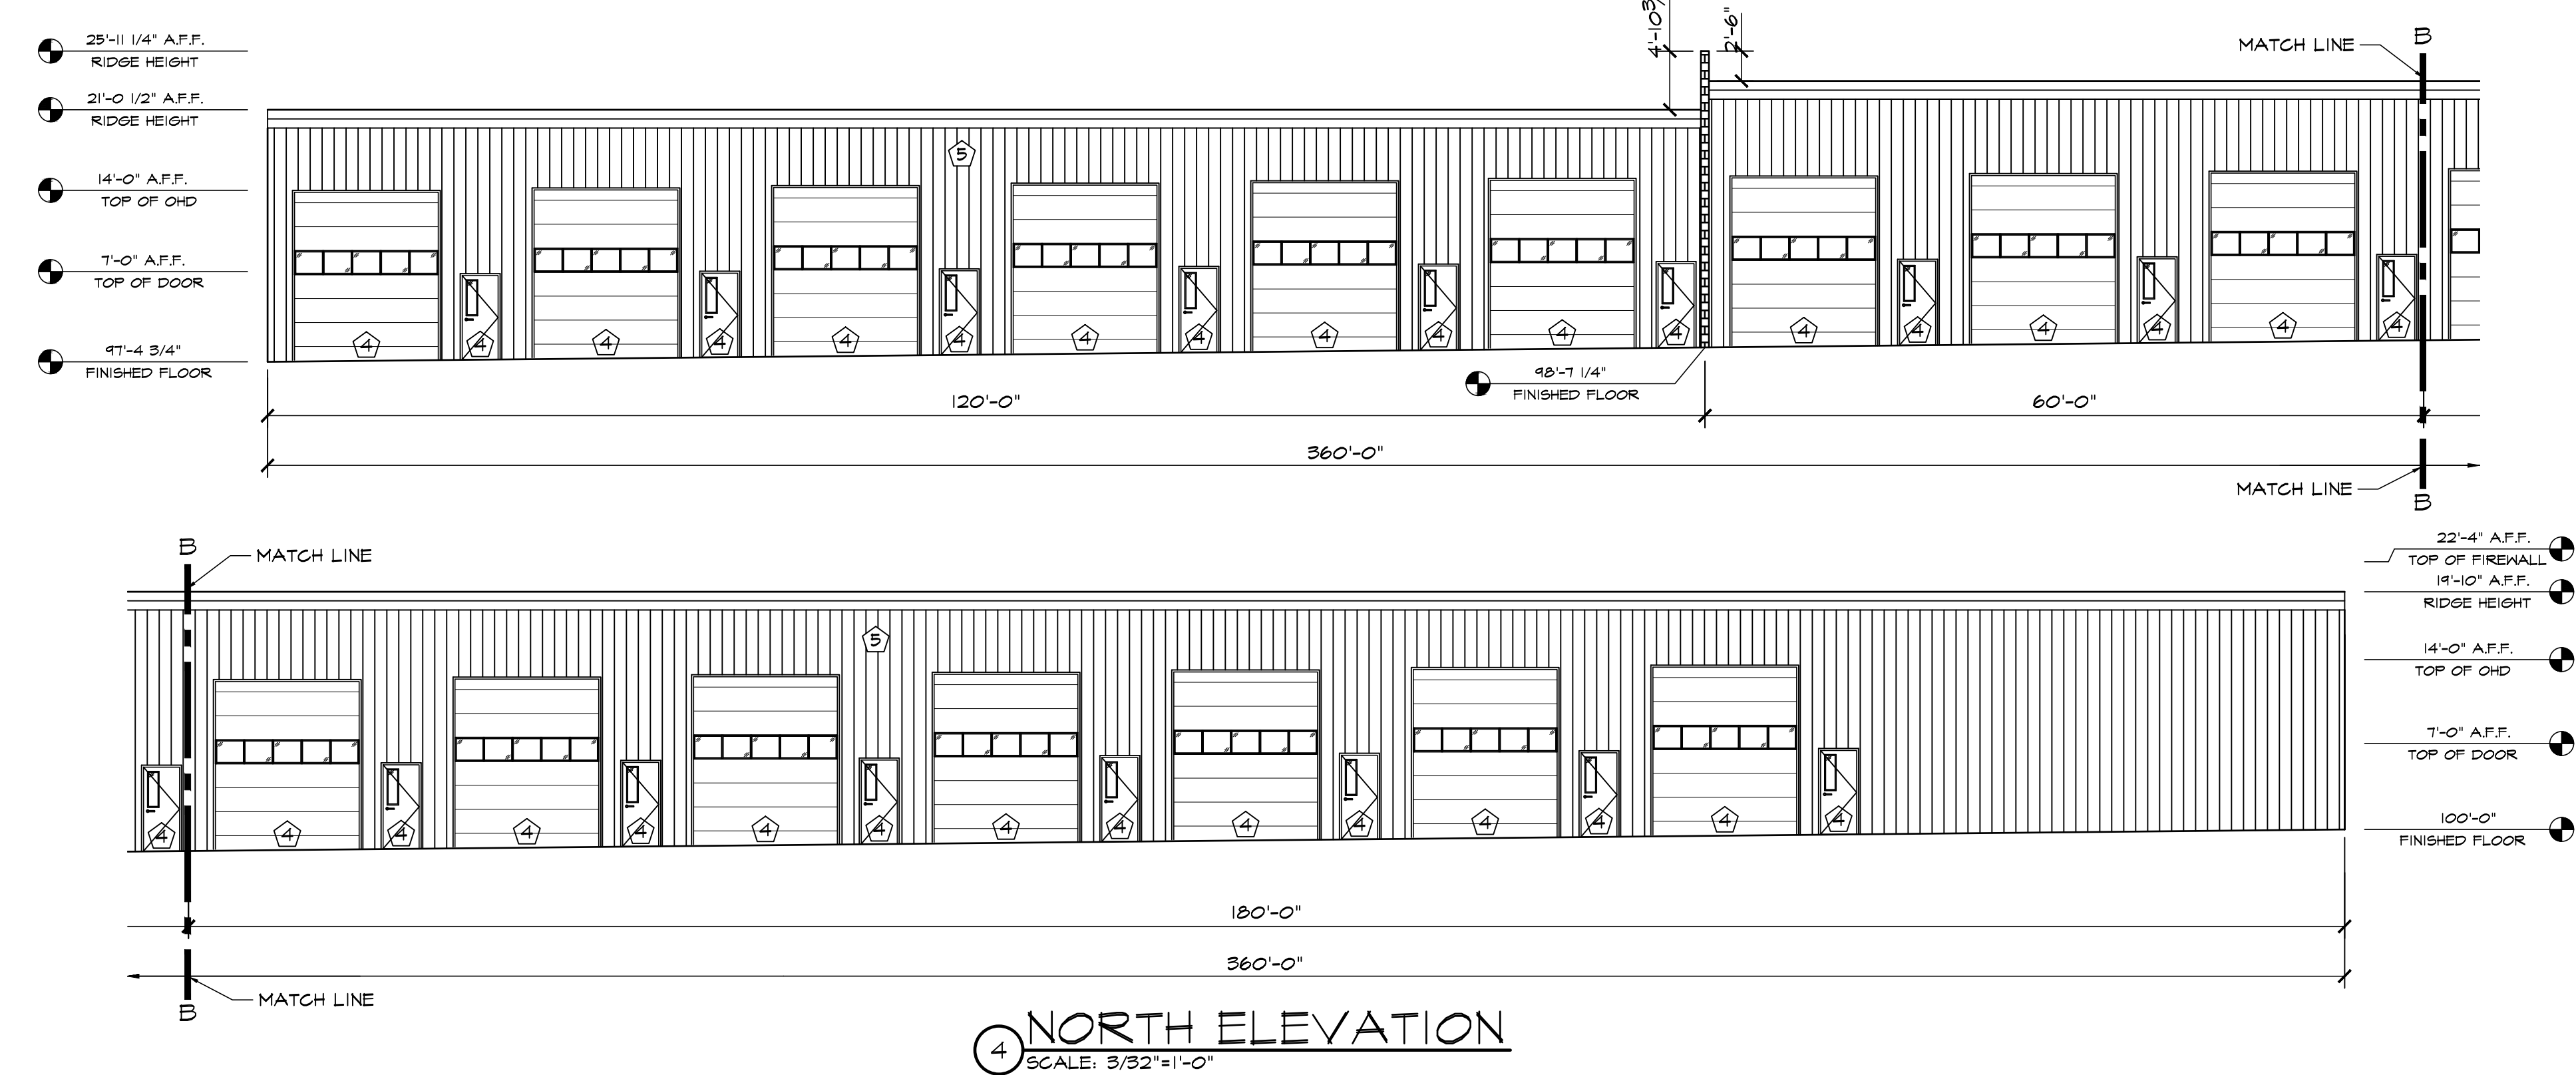 25'-11 1/4" A.F.F.
RIDGE HEIGHT
21'-0 1/2" A.F.F.
RIDGE HEIGHT
14'-0" A.F.F.
TOP OF OHD
7'-0" A.F.F.
TOP OF DOOR
97'-4 3/4"
FINISHED FLOOR
2'-6"
MATCH LINE
B
5
4 4 4 4 4 4 4 4 4 4 4 4 4 4 4 4 4 4
98'-7 1/4"
FINISHED FLOOR
120'-0"
60'-0"
360'-0"
MATCH LINE
B
B
MATCH LINE
22'-4" A.F.F.
TOP OF FIREWALL
19'-10" A.F.F.
RIDGE HEIGHT
14'-0" A.F.F.
TOP OF OHD
7'-0" A.F.F.
TOP OF DOOR
100'-0"
FINISHED FLOOR
5
4 4 4 4 4 4 4 4 4 4 4 4 4 4 4
180'-0"
360'-0"
MATCH LINE
B
4 NORTH ELEVATION
SCALE: 3/32"=1'-0"